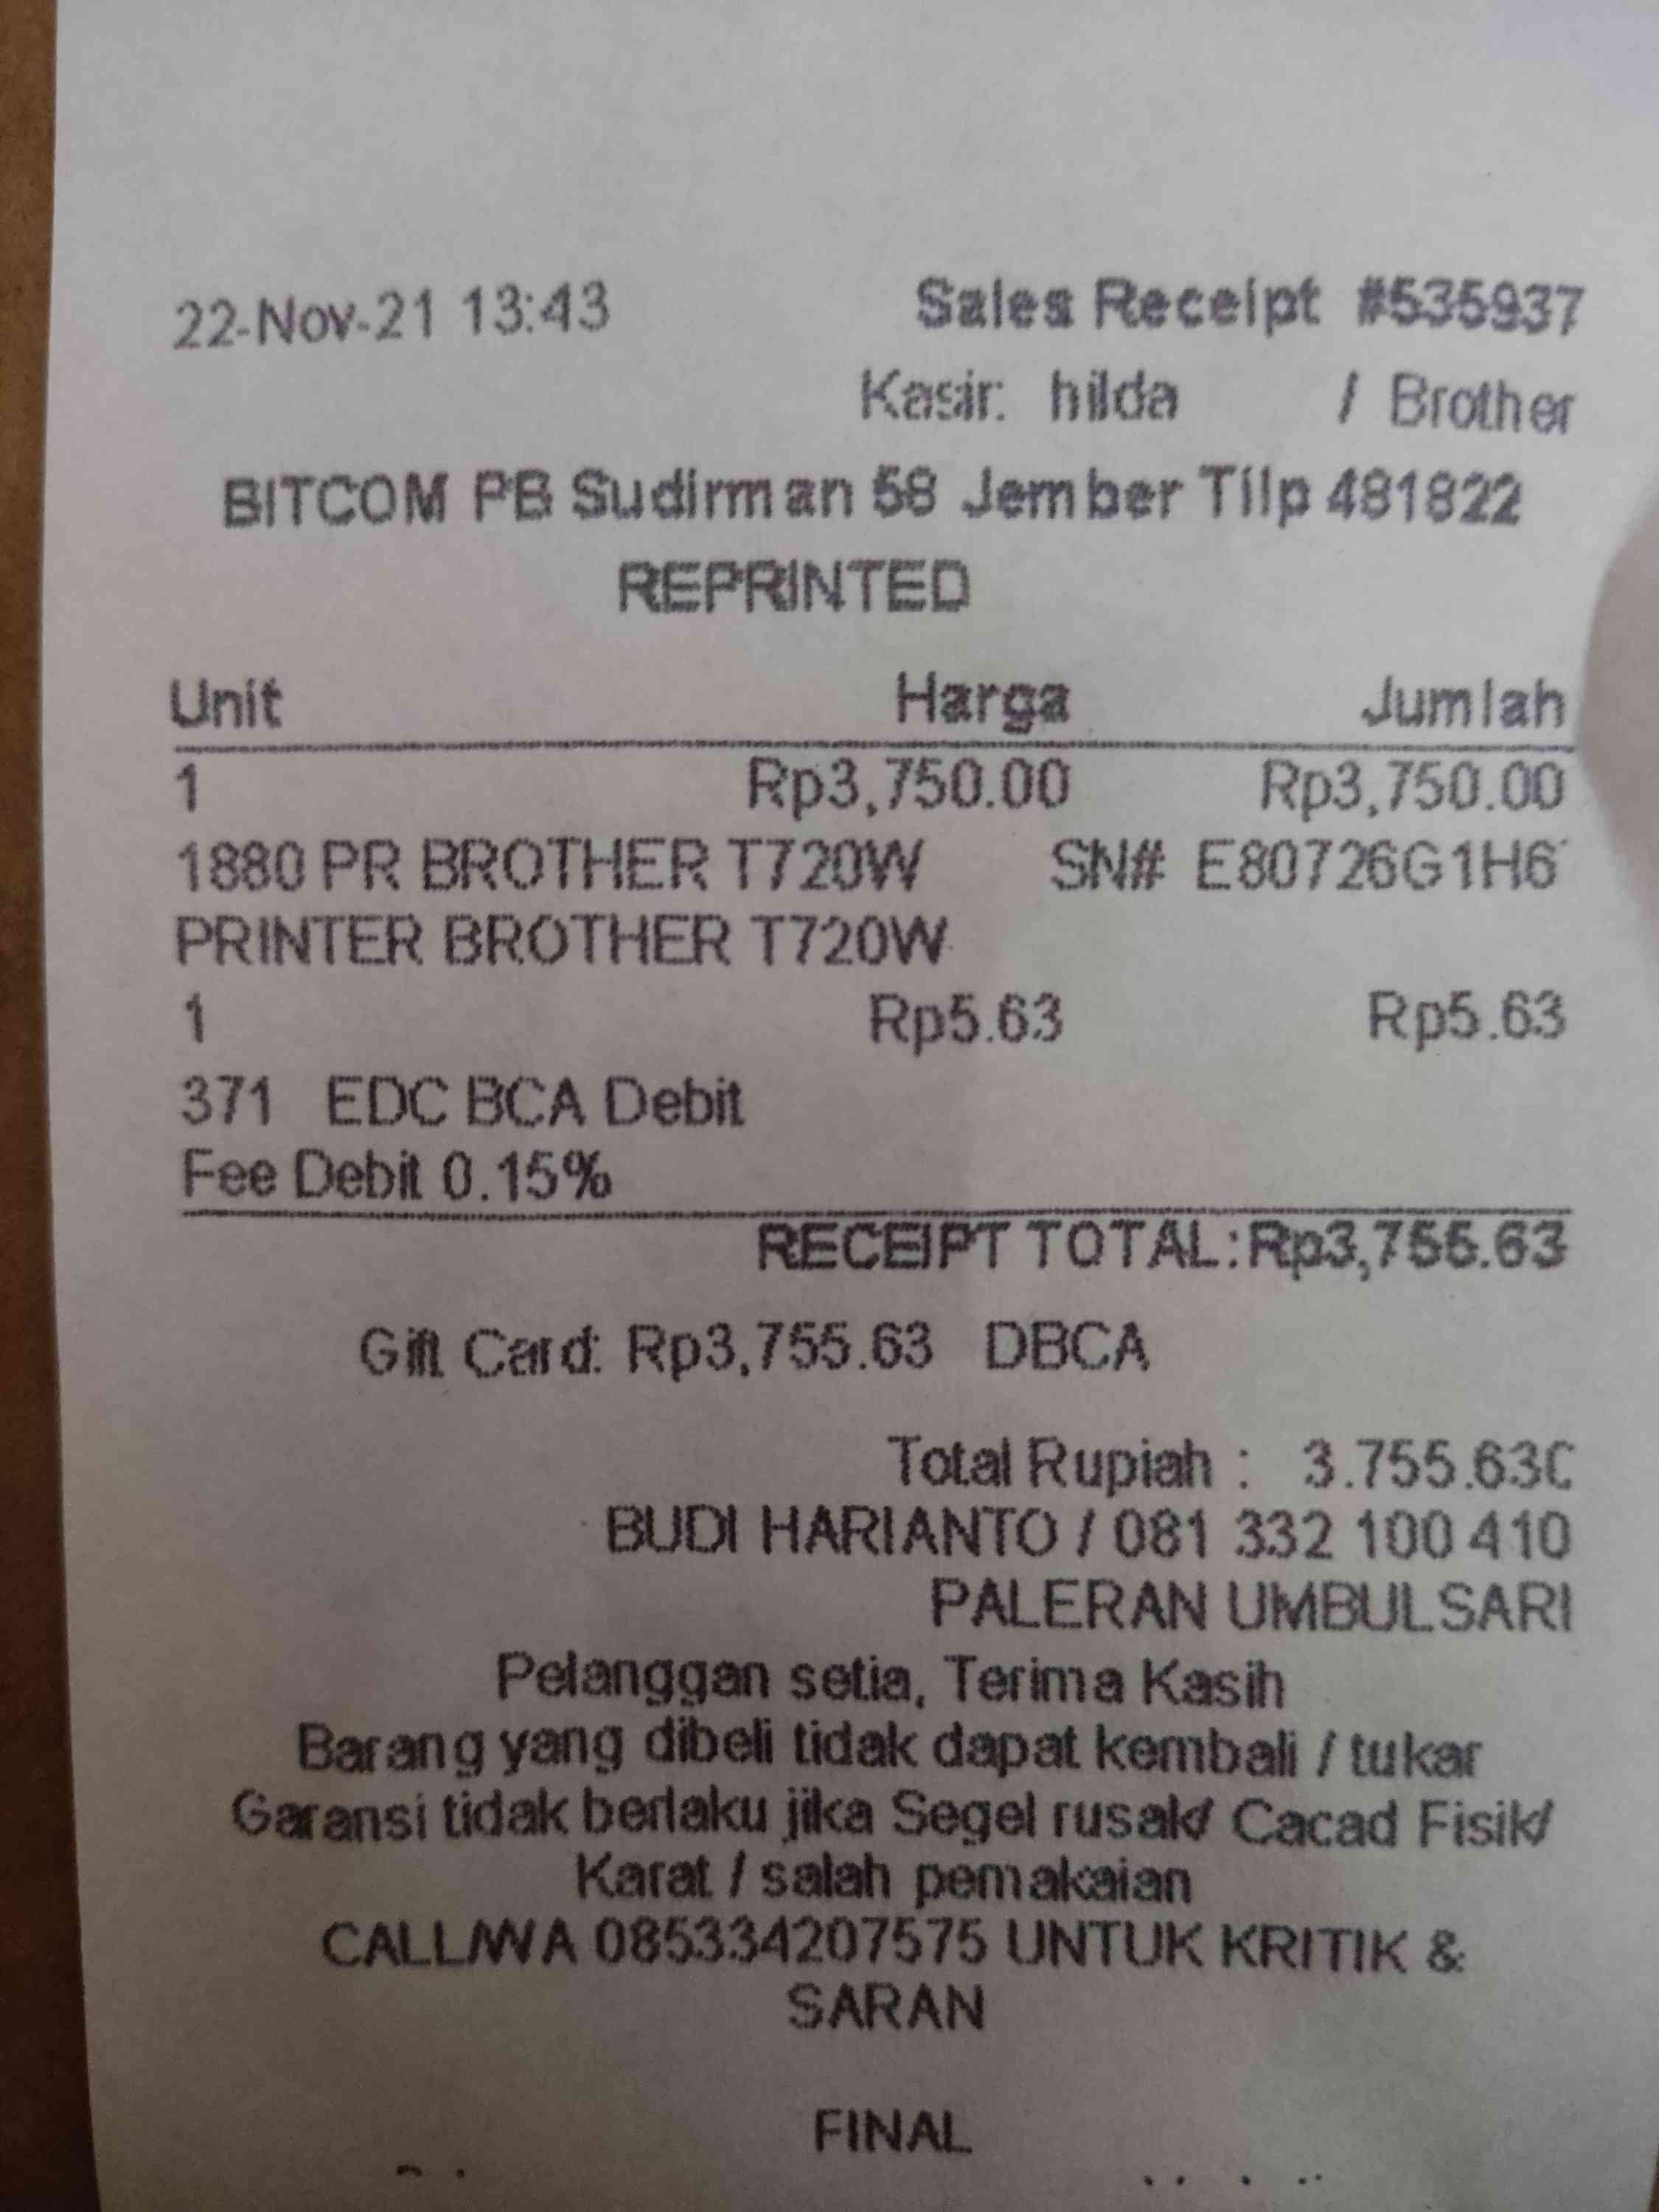 22-Nov-21 13:43 Sales Receipt #535937
Kasir: hilda / Brother
BITCOM PB Sudirman 58 Jember Tllp 481822
REPRINTED
Unit Harga Jumlah
1 Rp3,750.00 Rp3,750.00
1880 PR BROTHER T720W SN# E80726G1H6
PRINTER BROTHER T720W
1 Rp5.63 Rp5.63
371 EDC BCA Debit
Fee Debit 0.15%
RECEIPT TOTAL: Rp3,755.63
Gift Card: Rp3,755.63 DBCA
Total Rupiah : 3.755.630
BUDI HARIANTO / 081 332 100 410
PALERAN UMBULSARI
Pelanggan setia, Terima Kasih
Barang yang dibeli tidak dapat kembali / tukar
Garansi tidak berlaku jika Segel rusak/ Cacad Fisik/
Karat / salah pemakaian
CALL/WA 085334207575 UNTUK KRITIK &
SARAN
FINAL